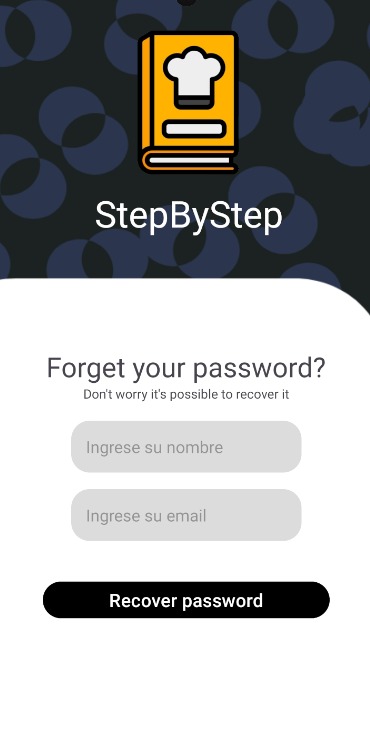 StepByStep
Forget your password?
Don't worry it's possible to recover it
Ingrese su nombre
Ingrese su email
Recover password